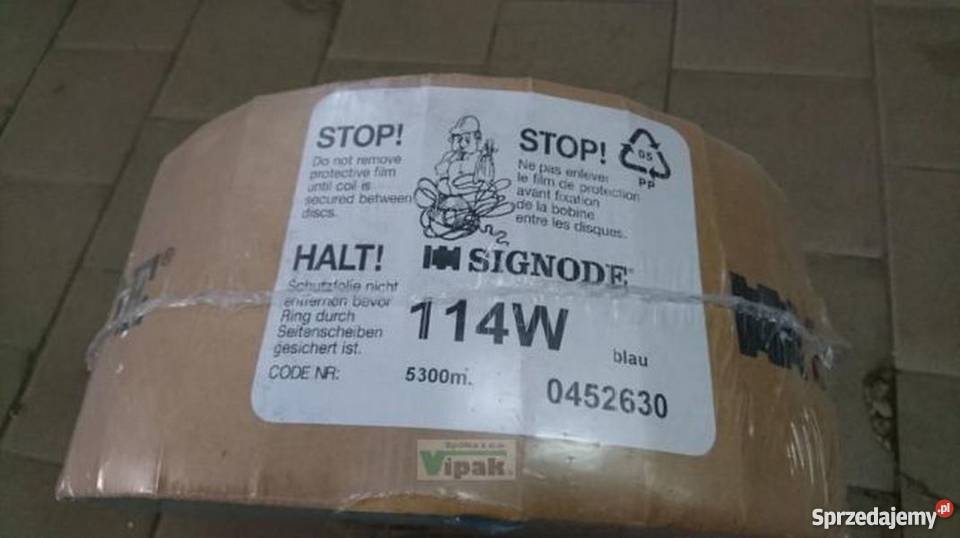 STOP!
Do not remove
protective film
until coil is
secured between
discs.
STOP!
Ne pas enlever
le film de protection
avant fixation
de la bobine
entre les disques.
05
PP
HALT!
Schutzfolie nicht
entfernen bevor
Ring durch
Seitenscheiben
gesichert ist.
SIGNODE®
114W
blau
CODE NR:
5300m.
0452630
Spółka z o.o.
Vipak
Sprzedajemy.pl